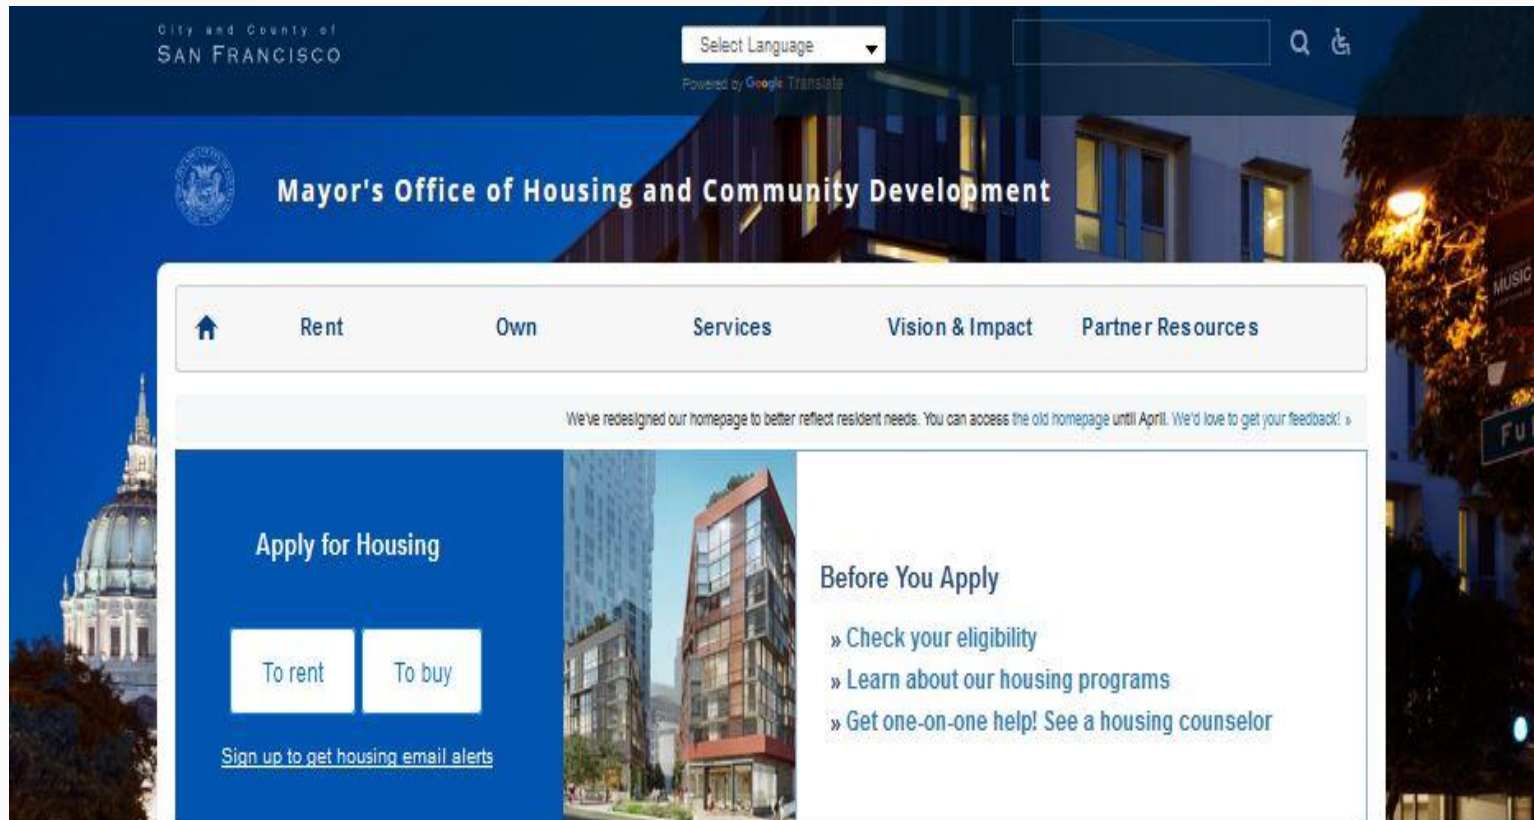 City and County of
SAN FRANCISCO
Select Language
Powered by Google Translate
Mayor's Office of Housing and Community Development
Rent
Own
Services
Vision & Impact
Partner Resources
We've redesigned our homepage to better reflect resident needs. You can access the old homepage until April. We'd love to get your feedback! »
Apply for Housing
To rent
To buy
Sign up to get housing email alerts
Before You Apply
» Check your eligibility
» Learn about our housing programs
» Get one-on-one help! See a housing counselor
MUSIC